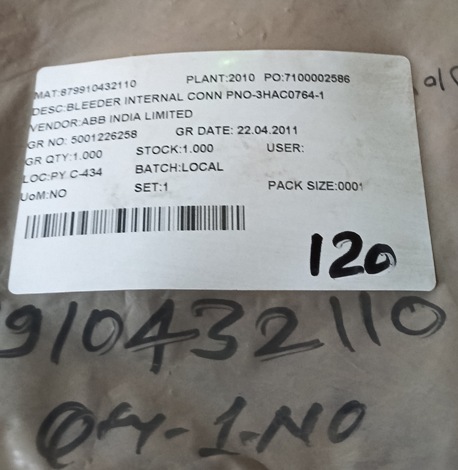 MAT:879910432110 PLANT:2010 PO:7100002586
DESC:BLEEDER INTERNAL CONN PNO-3HAC0764-1
VENDOR:ABB INDIA LIMITED
GR NO: 5001226258 GR DATE: 22.04.2011
GR QTY:1.000 STOCK:1.000 USER:
LOC:PY.C-434 BATCH:LOCAL
UoM:NO SET:1 PACK SIZE:0001
120
9910432110
Qty-1-NO